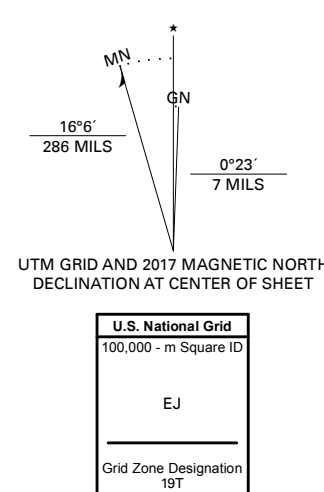 ★
MN
GN
16°6´
286 MILS
0°23´
7 MILS
UTM GRID AND 2017 MAGNETIC NORTH
DECLINATION AT CENTER OF SHEET
U.S. National Grid
100,000 - m Square ID
EJ
Grid Zone Designation
19T